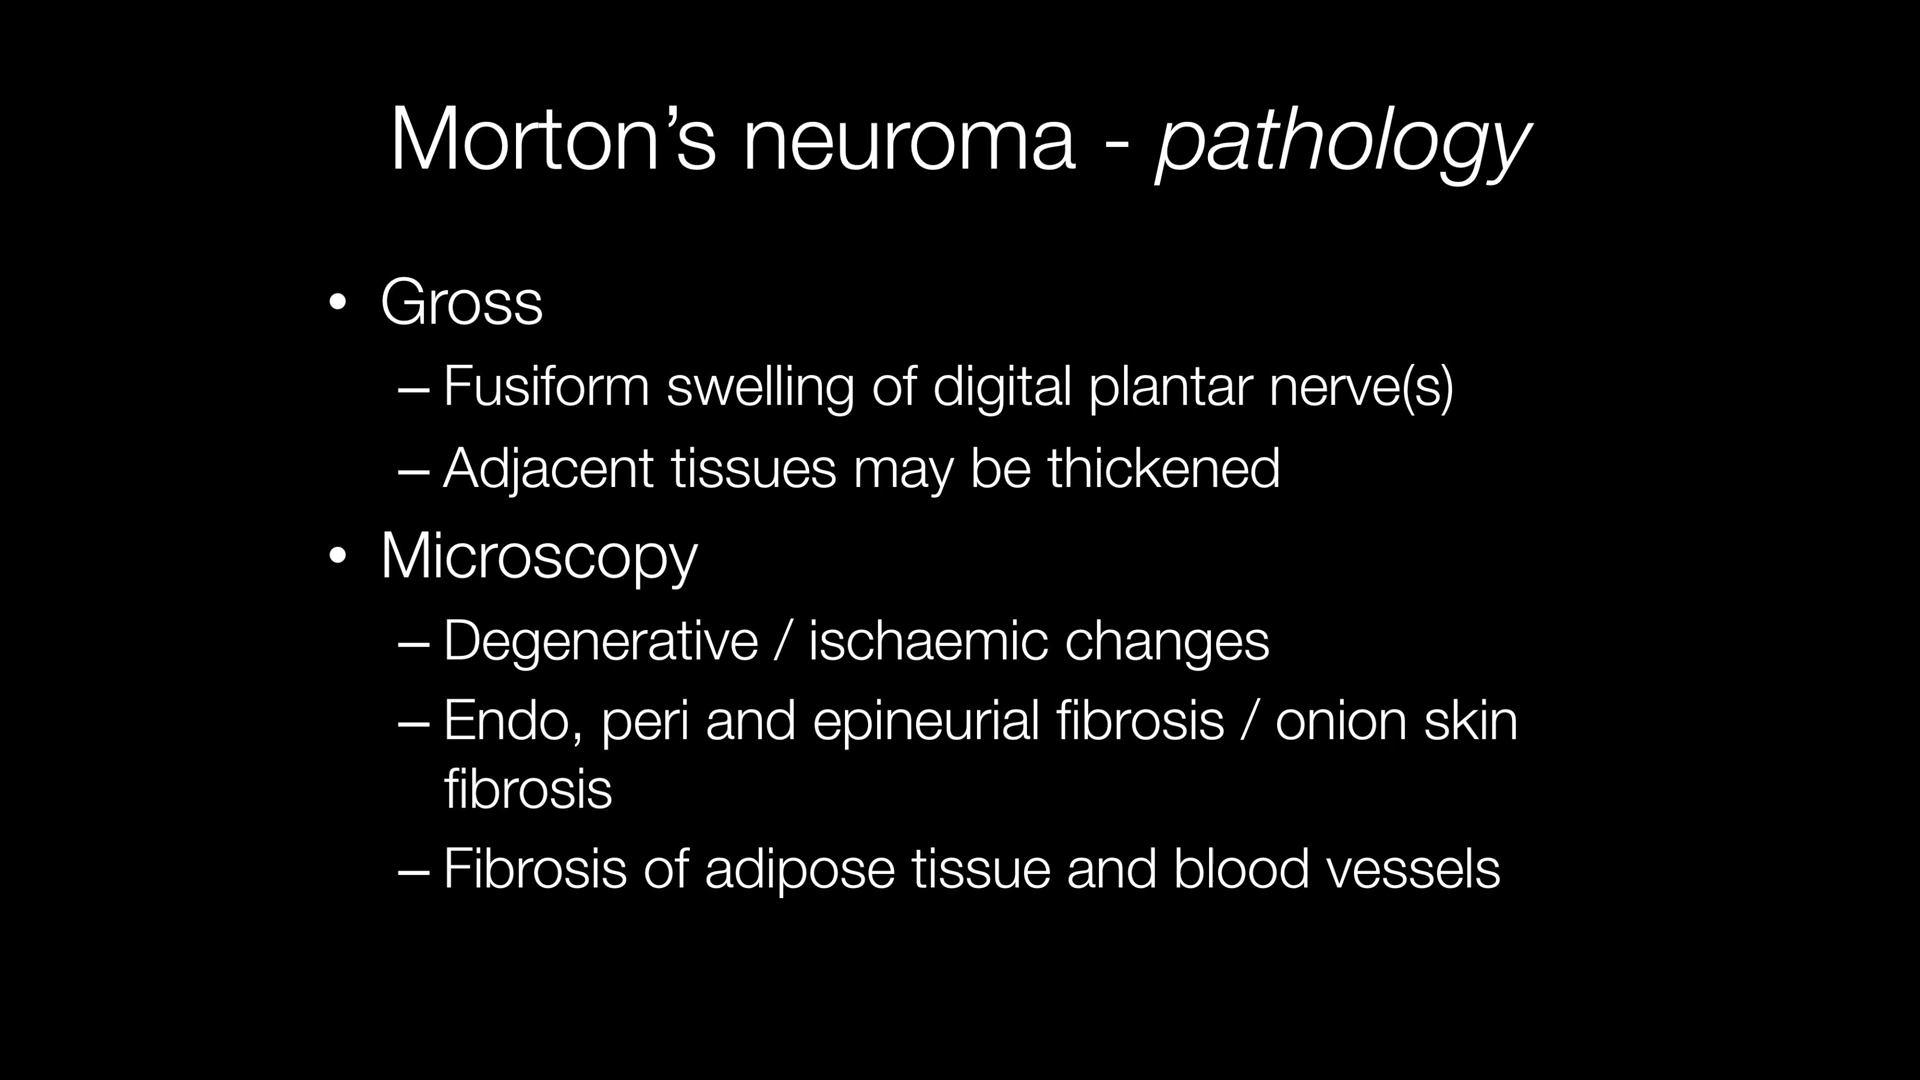 Morton’s neuroma - pathology
• Gross
– Fusiform swelling of digital plantar nerve(s)
– Adjacent tissues may be thickened
• Microscopy
– Degenerative / ischaemic changes
– Endo, peri and epineurial fibrosis / onion skin
fibrosis
– Fibrosis of adipose tissue and blood vessels